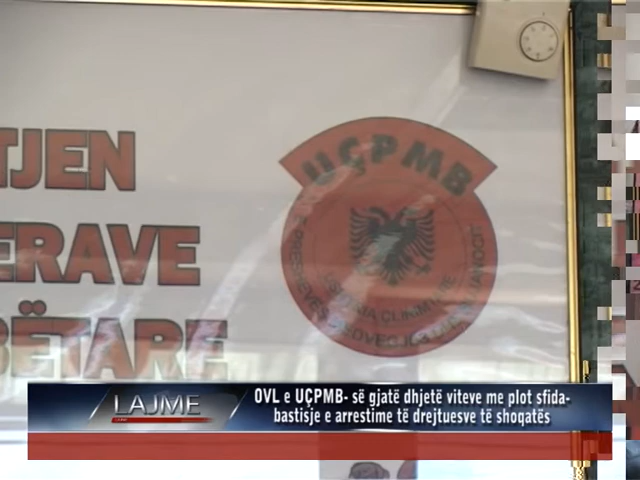 TJEN
ERAVE
BËTARE
UÇPMB
LAJME
OVL e UÇPMB- së gjatë dhjetë viteve me plot sfida-
bastisje e arrestime të drejtuesve të shoqatës